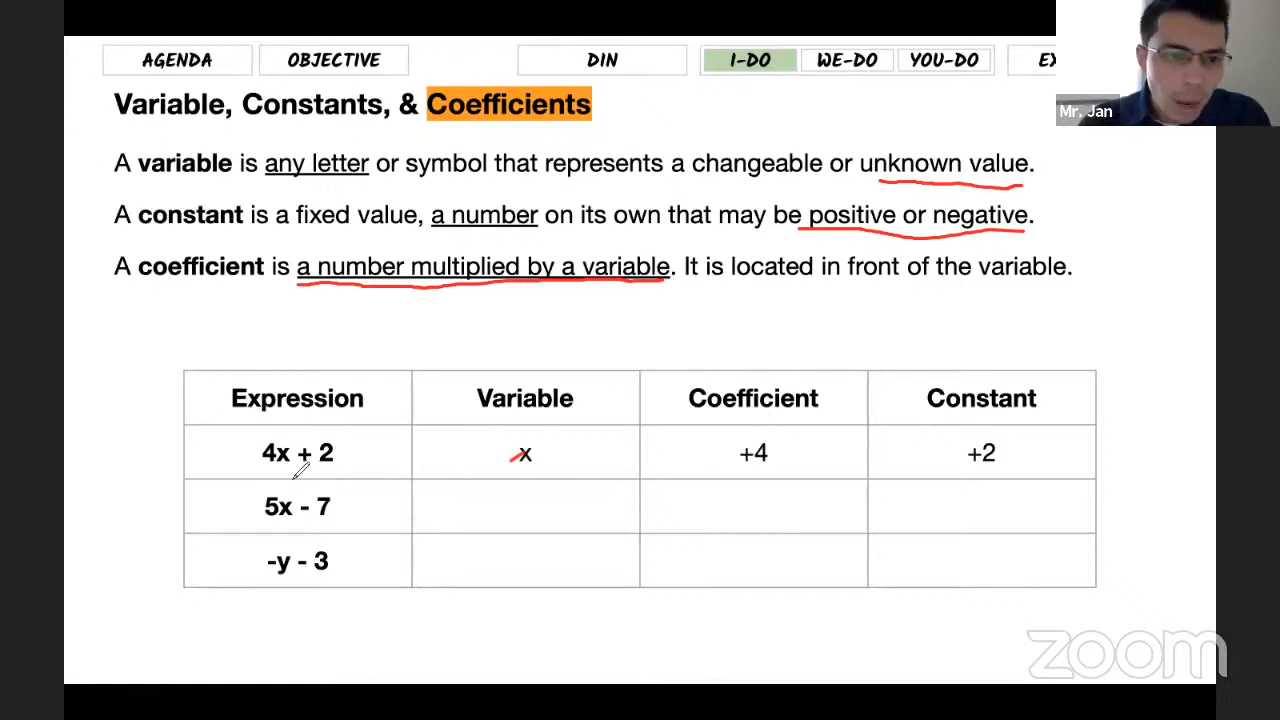 AGENDA OBJECTIVE DIN I-DO WE-DO YOU-DO EX
Mr. Jan
Variable, Constants, & Coefficients
A variable is any letter or symbol that represents a changeable or unknown value.
A constant is a fixed value, a number on its own that may be positive or negative.
A coefficient is a number multiplied by a variable. It is located in front of the variable.
Expression Variable Coefficient Constant
4x + 2 x +4 +2
5x - 7
-y - 3
zoom